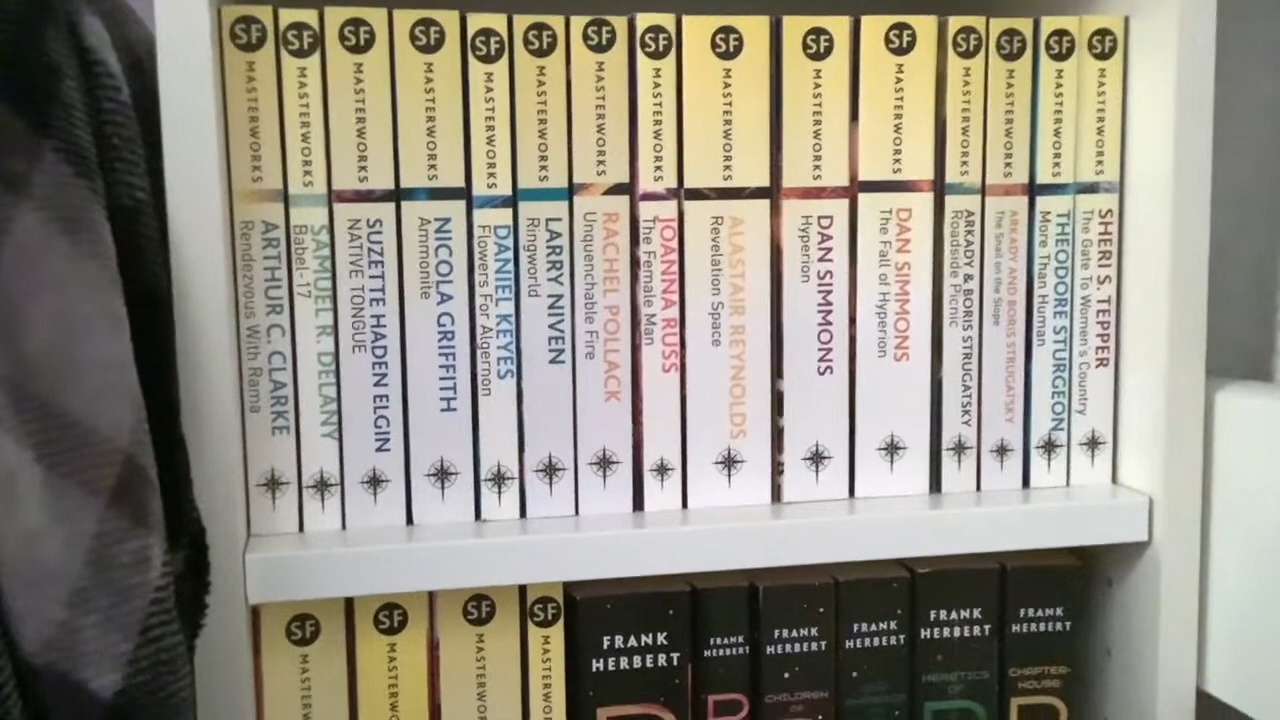 SF MASTERWORKS
ARTHUR C. CLARKE
Rendezvous With Rama
SF MASTERWORKS
SAMUEL R. DELANY
Babel-17
SF MASTERWORKS
SUZETTE HADEN ELGIN
NATIVE TONGUE
SF MASTERWORKS
NICOLA GRIFFITH
Ammonite
SF MASTERWORKS
DANIEL KEYES
Flowers For Algernon
SF MASTERWORKS
LARRY NIVEN
Ringworld
SF MASTERWORKS
RACHEL POLLACK
Unquenchable Fire
SF MASTERWORKS
JOANNA RUSS
The Female Man
SF MASTERWORKS
ALASTAIR REYNOLDS
Revelation Space
SF MASTERWORKS
DAN SIMMONS
Hyperion
SF MASTERWORKS
DAN SIMMONS
The Fall of Hyperion
SF MASTERWORKS
ARKADY & BORIS STRUGATSKY
Roadside Picnic
SF MASTERWORKS
ARKADY AND BORIS STRUGATSKY
The Snail on the Slope
SF MASTERWORKS
THEODORE STURGEON
More Than Human
SF MASTERWORKS
SHERI S. TEPPER
The Gate To Women's Country
SF MASTER
SF MASTERWO
SF MASTERWO
SF MASTERWO
FRANK
HERBERT
FRANK
HERBERT
FRANK
HERBERT
CHILDREN
OF
FRANK
HERBERT
FRANK
HERBERT
HERETICS
OF
FRANK
HERBERT
CHAPTER-
HOUSE: